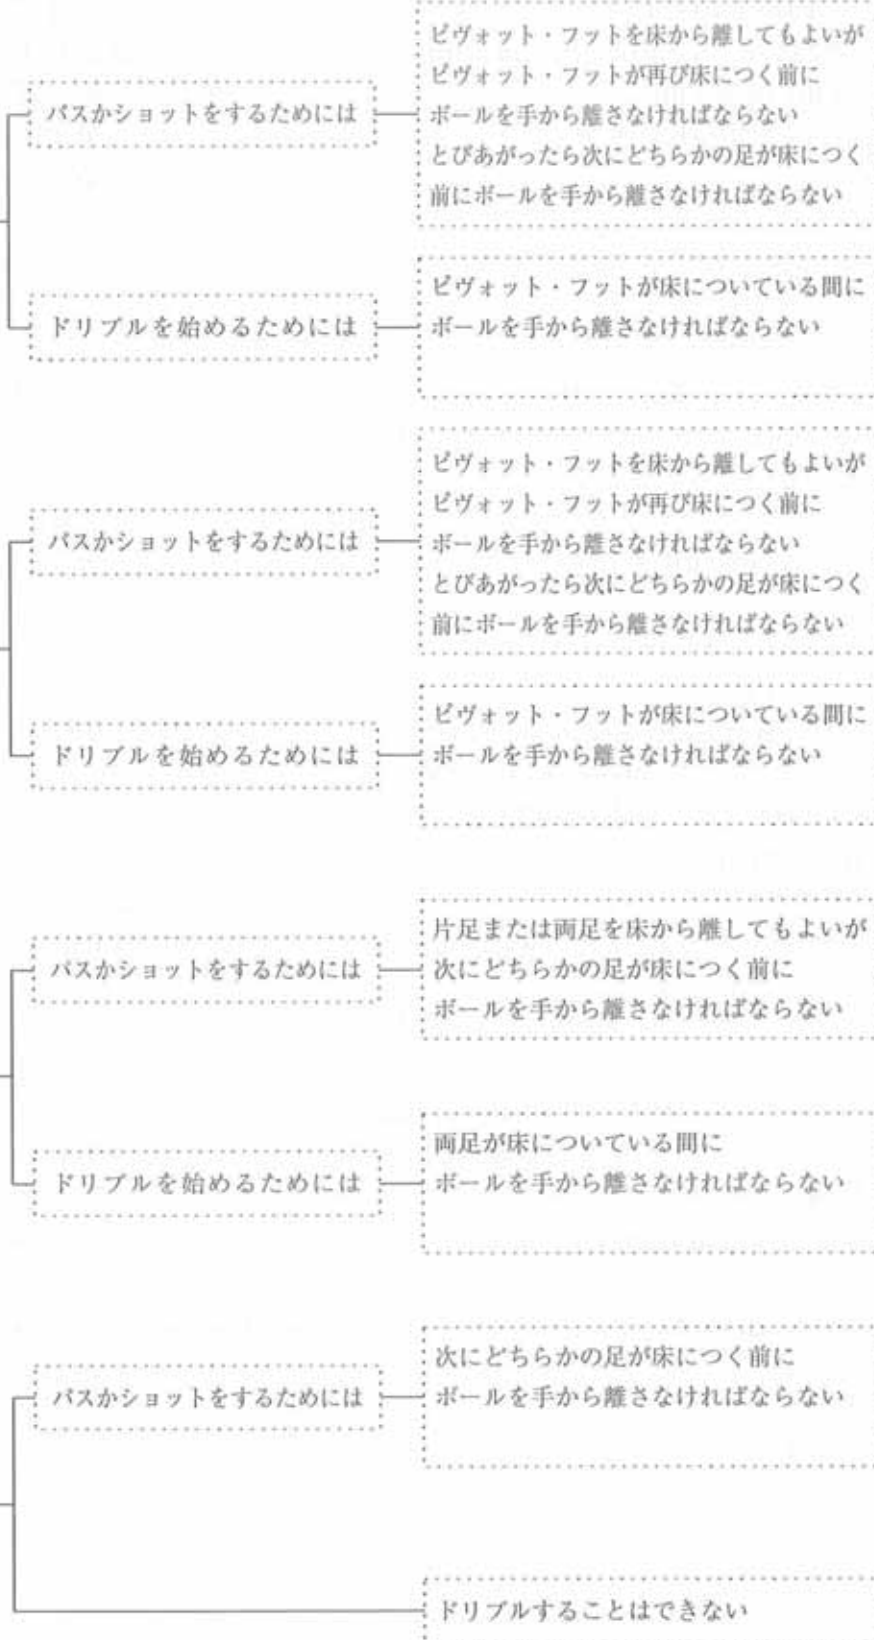 パスかショットをするためには
ピヴォット・フットを床から離してもよいが
ピヴォット・フットが再び床につく前に
ボールを手から離さなければならない
とびあがったら次にどちらかの足が床につく
前にボールを手から離さなければならない
ドリブルを始めるためには
ピヴォット・フットが床についている間に
ボールを手から離さなければならない
パスかショットをするためには
ピヴォット・フットを床から離してもよいが
ピヴォット・フットが再び床につく前に
ボールを手から離さなければならない
とびあがったら次にどちらかの足が床につく
前にボールを手から離さなければならない
ドリブルを始めるためには
ピヴォット・フットが床についている間に
ボールを手から離さなければならない
パスかショットをするためには
片足または両足を床から離してもよいが
次にどちらかの足が床につく前に
ボールを手から離さなければならない
ドリブルを始めるためには
両足が床についている間に
ボールを手から離さなければならない
パスかショットをするためには
次にどちらかの足が床につく前に
ボールを手から離さなければならない
ドリブルすることはできない